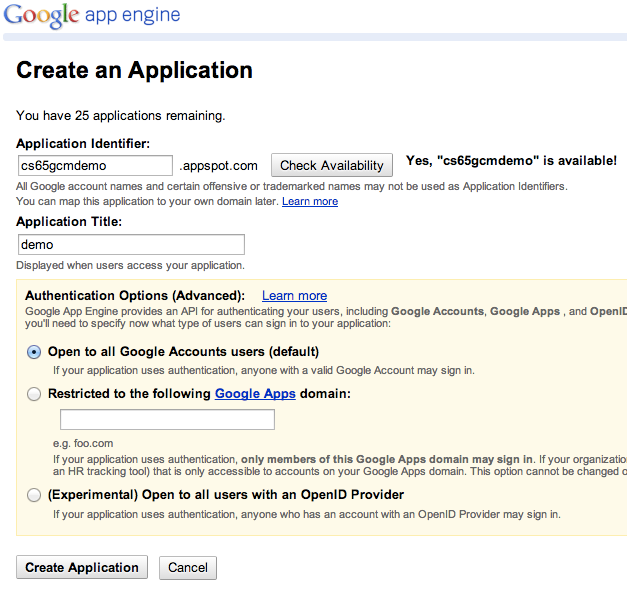 Google app engine
Create an Application
You have 25 applications remaining.
Application Identifier:
cs65gcmdemo .appspot.com Check Availability Yes, "cs65gcmdemo" is available!
All Google account names and certain offensive or trademarked names may not be used as Application Identifiers.
You can map this application to your own domain later. Learn more
Application Title:
demo
Displayed when users access your application.
Authentication Options (Advanced): Learn more
Google App Engine provides an API for authenticating your users, including Google Accounts, Google Apps , and OpenID
you'll need to specify now what type of users can sign in to your application:
Open to all Google Accounts users (default)
If your application uses authentication, anyone with a valid Google Account may sign in.
Restricted to the following Google Apps domain:
e.g. foo.com
If your application uses authentication, only members of this Google Apps domain may sign in. If your organizatio
an HR tracking tool) that is only accessible to accounts on your Google Apps domain. This option cannot be changed o
(Experimental) Open to all users with an OpenID Provider
If your application uses authentication, anyone who has an account with an OpenID Provider may sign in.
Create Application Cancel